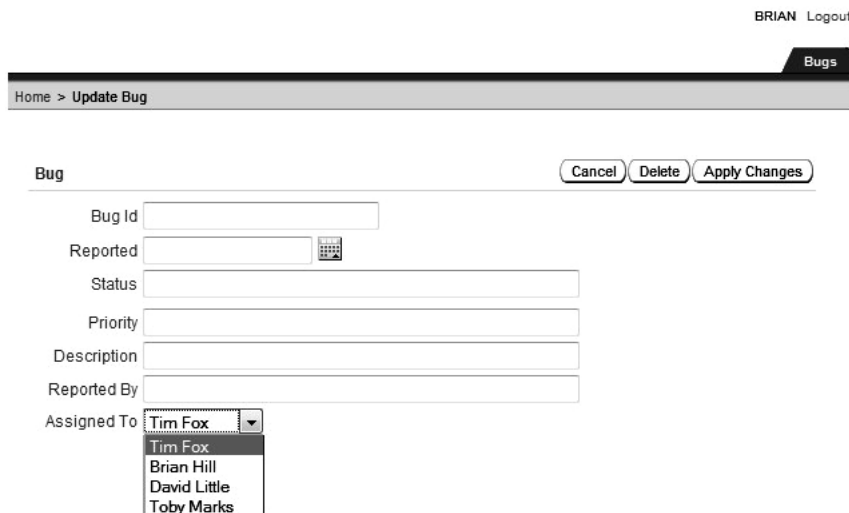 BRIAN Logout
Bugs
Home > Update Bug
Bug Cancel Delete Apply Changes
Bug Id
Reported
Status
Priority
Description
Reported By
Assigned To Tim Fox
Tim Fox
Brian Hill
David Little
Toby Marks